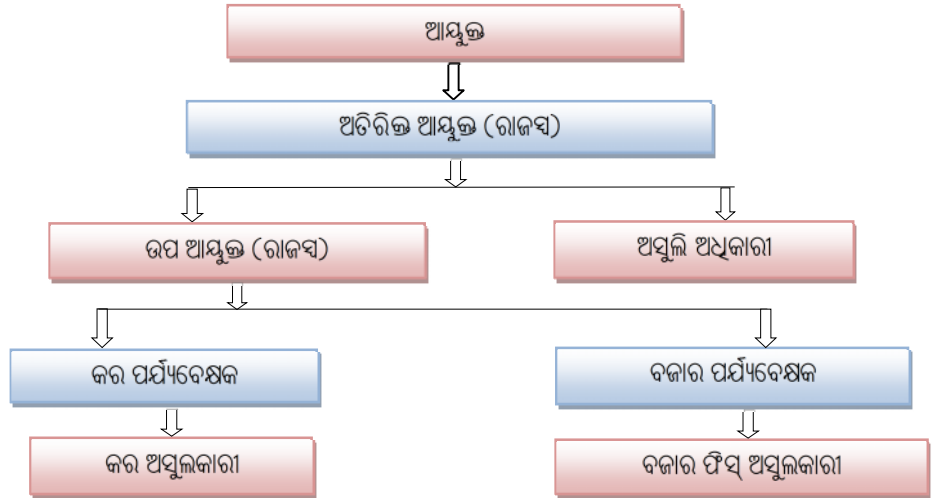 ଆୟୁକ୍ତ
ଅତିରିକ୍ତ ଆୟୁକ୍ତ (ରାଜସ୍ୱ)
ଉପ ଆୟୁକ୍ତ (ରାଜସ୍ୱ)
ଅସୁଲି ଅଧିକାରୀ
କର ପର୍ଯ୍ୟବେକ୍ଷକ
ବଜାର ପର୍ଯ୍ୟବେକ୍ଷକ
କର ଅସୁଲକାରୀ
ବଜାର ଫିସ୍ ଅସୁଲକାରୀ